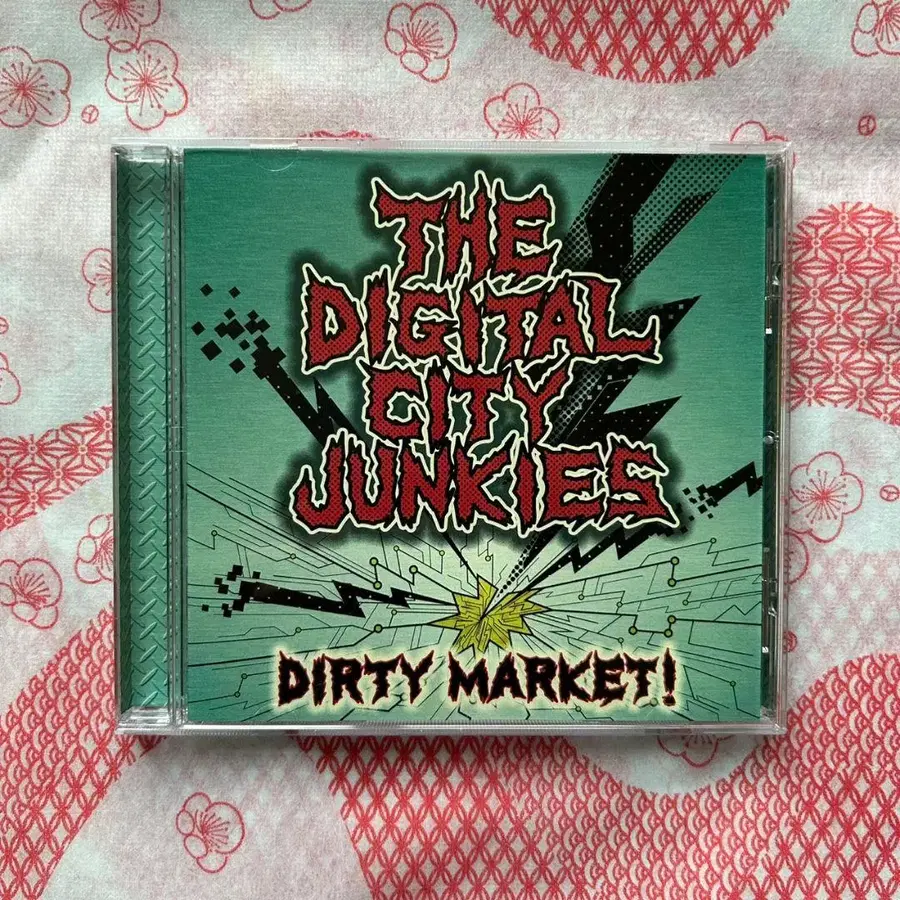 THE
DIGITAL
CITY
JUNKIES
DIRTY MARKET!